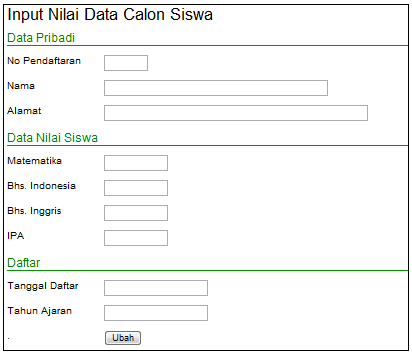 Input Nilai Data Calon Siswa
Data Pribadi
No Pendaftaran
Nama
Alamat
Data Nilai Siswa
Matematika
Bhs. Indonesia
Bhs. Inggris
IPA
Daftar
Tanggal Daftar
Tahun Ajaran
. Ubah